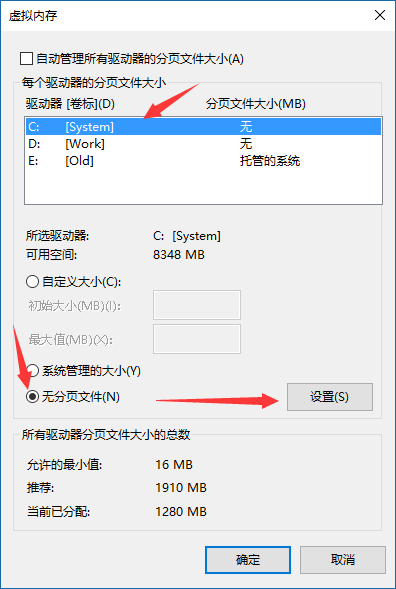 虚拟内存
自动管理所有驱动器的分页文件大小(A)
每个驱动器的分页文件大小
驱动器 [卷标](D) 分页文件大小(MB)
C: [System] 无
D: [Work] 无
E: [Old] 托管的系统
所选驱动器: C: [System]
可用空间: 8348 MB
自定义大小(C):
初始大小(MB)(I):
最大值(MB)(X):
系统管理的大小(Y)
无分页文件(N) 设置(S)
所有驱动器分页文件大小的总数
允许的最小值: 16 MB
推荐: 1910 MB
当前已分配: 1280 MB
确定 取消